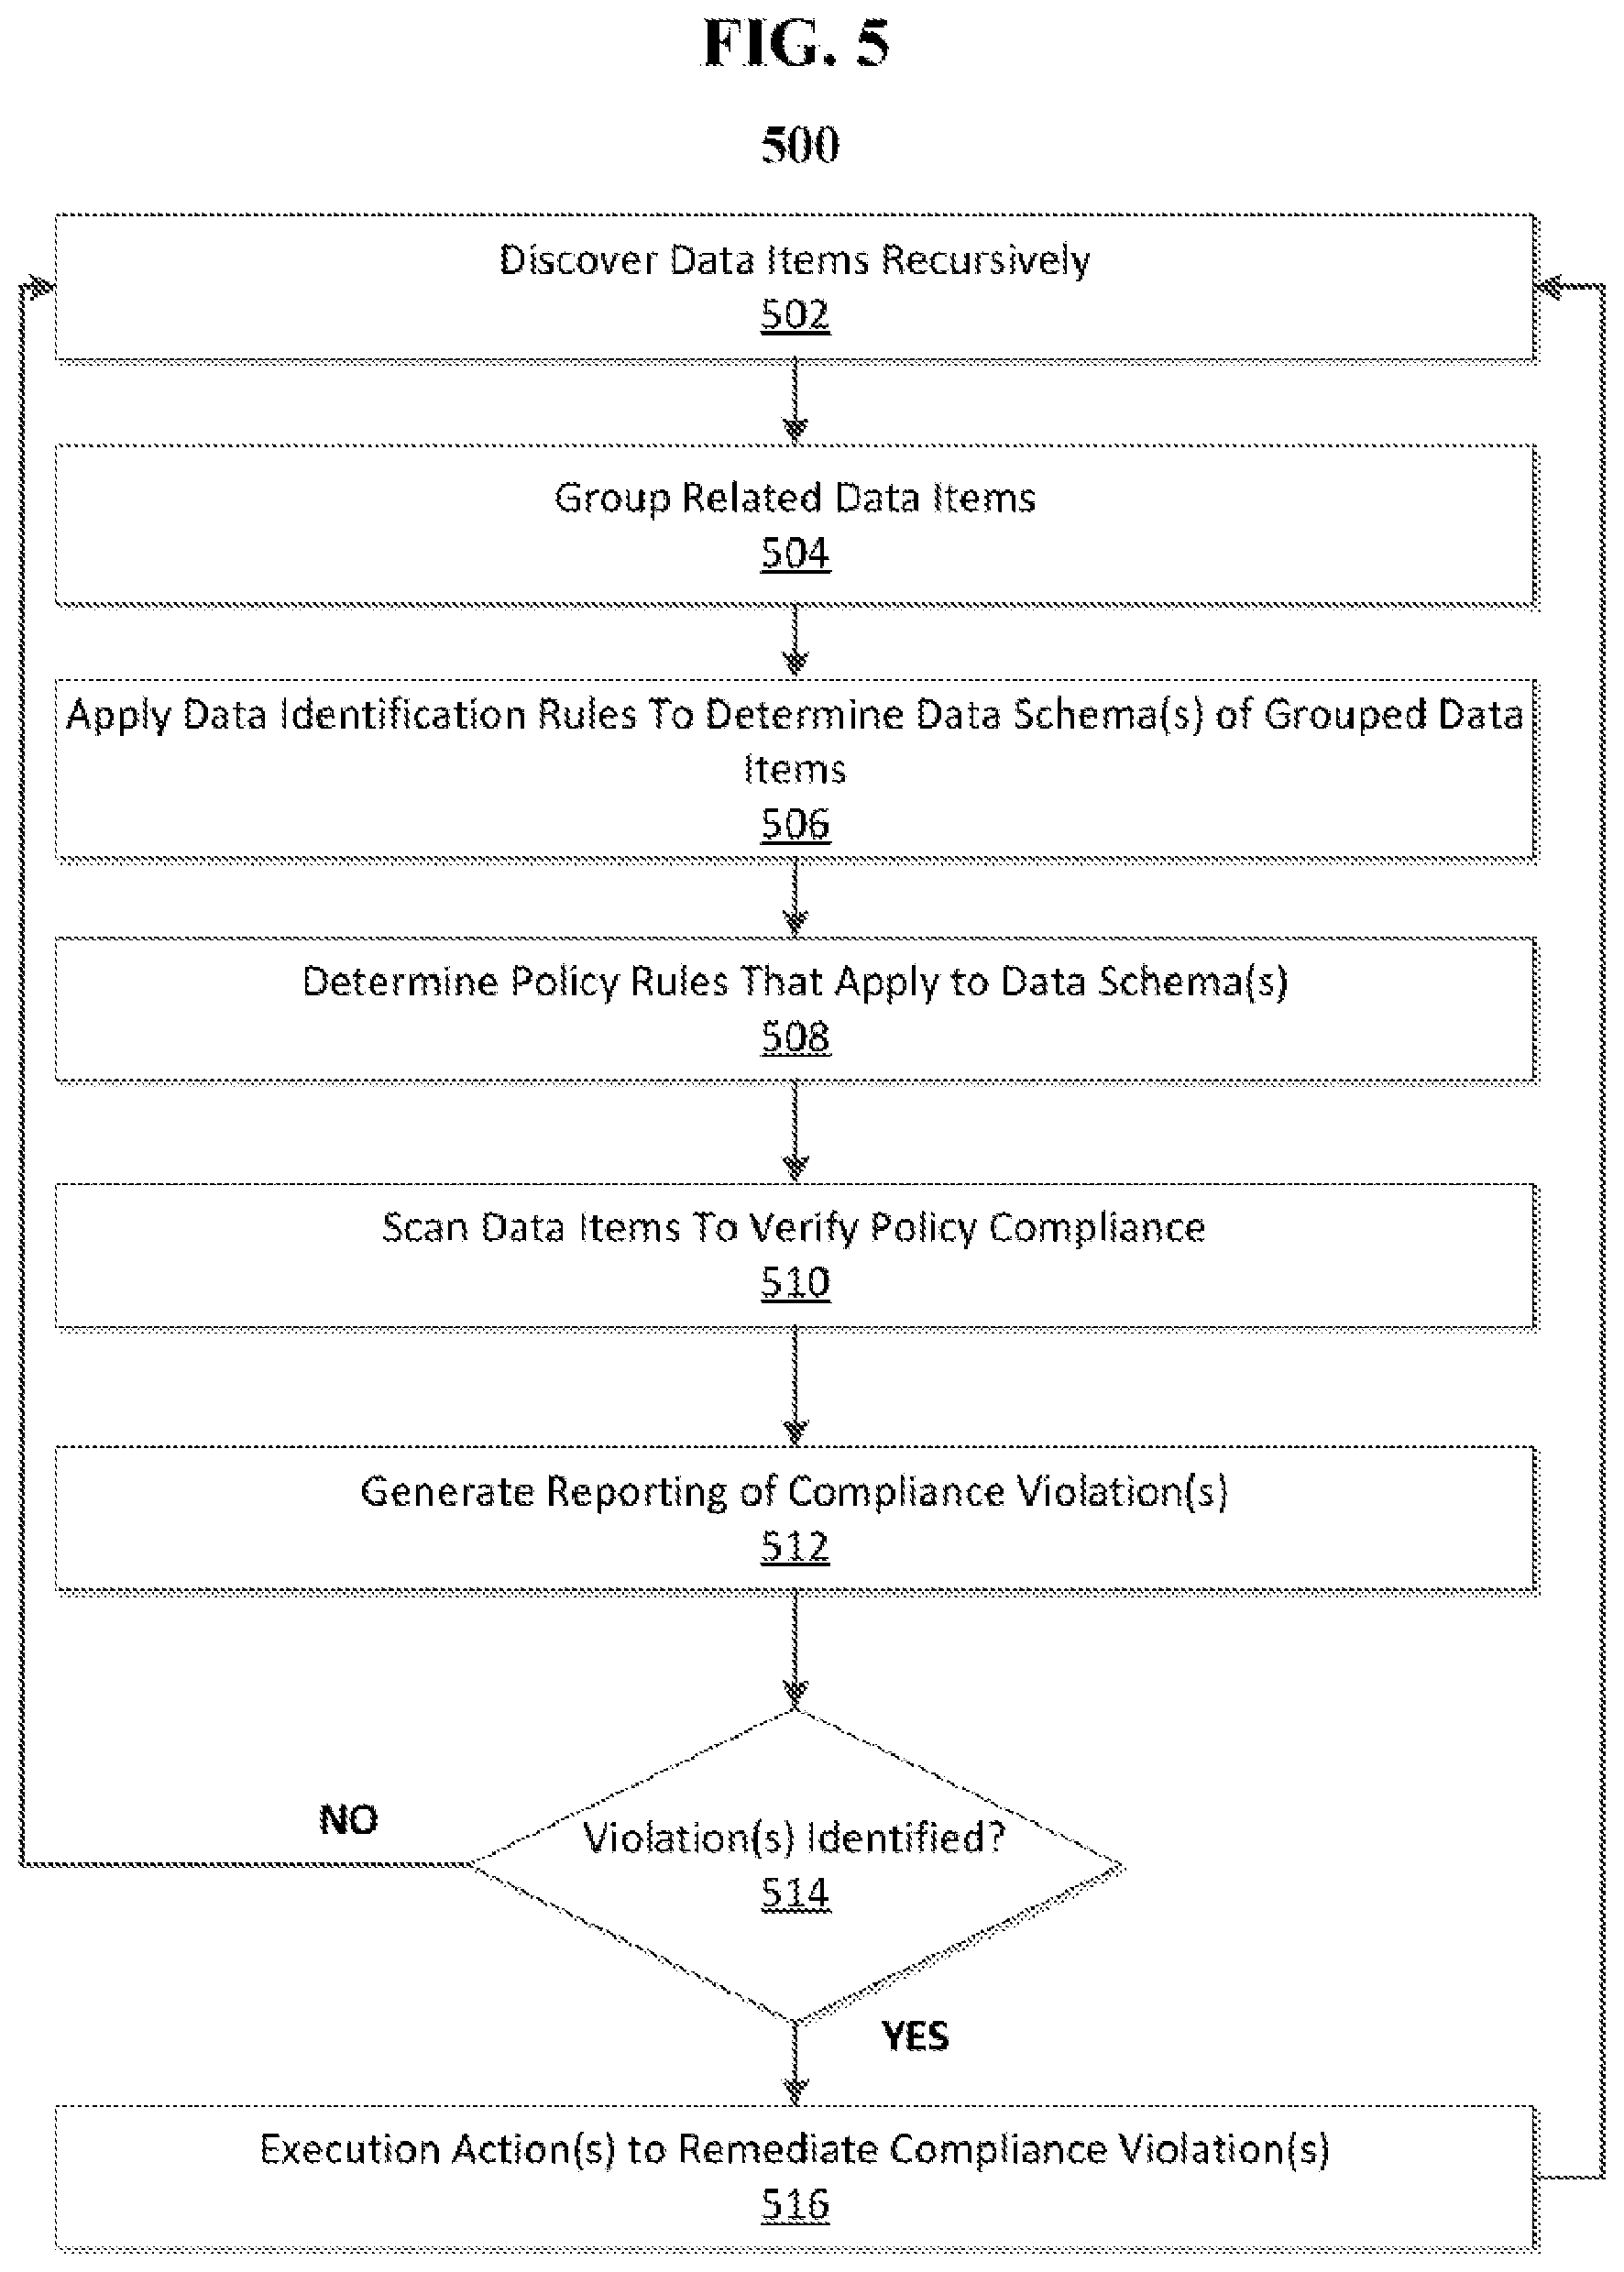 FIG. 5
500
Discover Data Items Recursively
502
Group Related Data Items
504
Apply Data Identification Rules To Determine Data Schema(s) of Grouped Data
Items
506
Determine Policy Rules That Apply to Data Schema(s)
508
Scan Data Items To Verify Policy Compliance
510
Generate Reporting of Compliance Violation(s)
512
NO
Violation(s) Identified?
514
YES
Execution Action(s) to Remediate Compliance Violation(s)
516